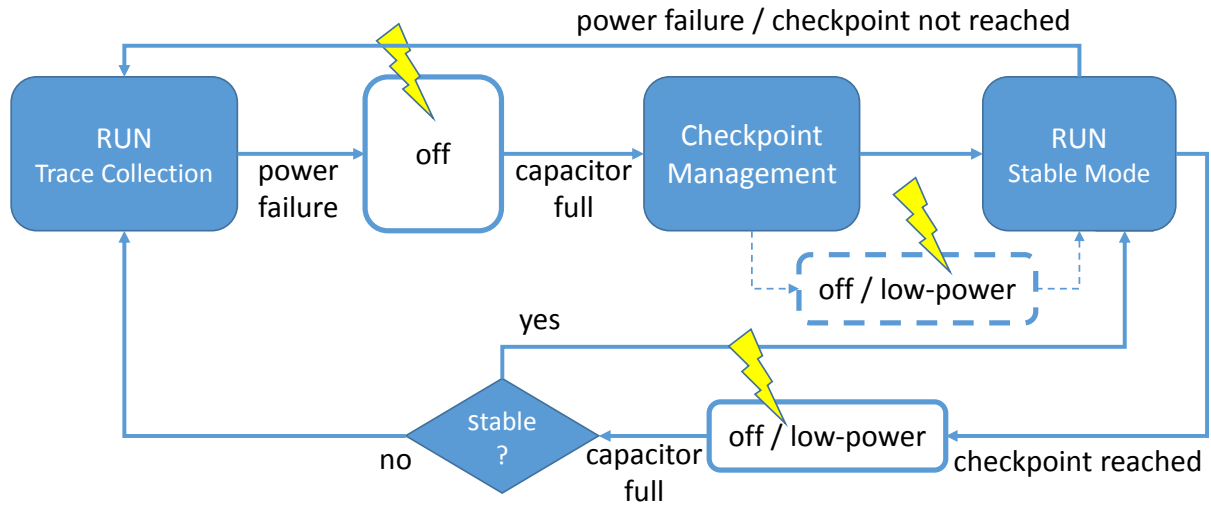 power failure / checkpoint not reached
RUN
Trace Collection
power
failure
off
capacitor
full
Checkpoint
Management
RUN
Stable Mode
off / low-power
yes
Stable
?
no
capacitor
full
off / low-power
checkpoint reached